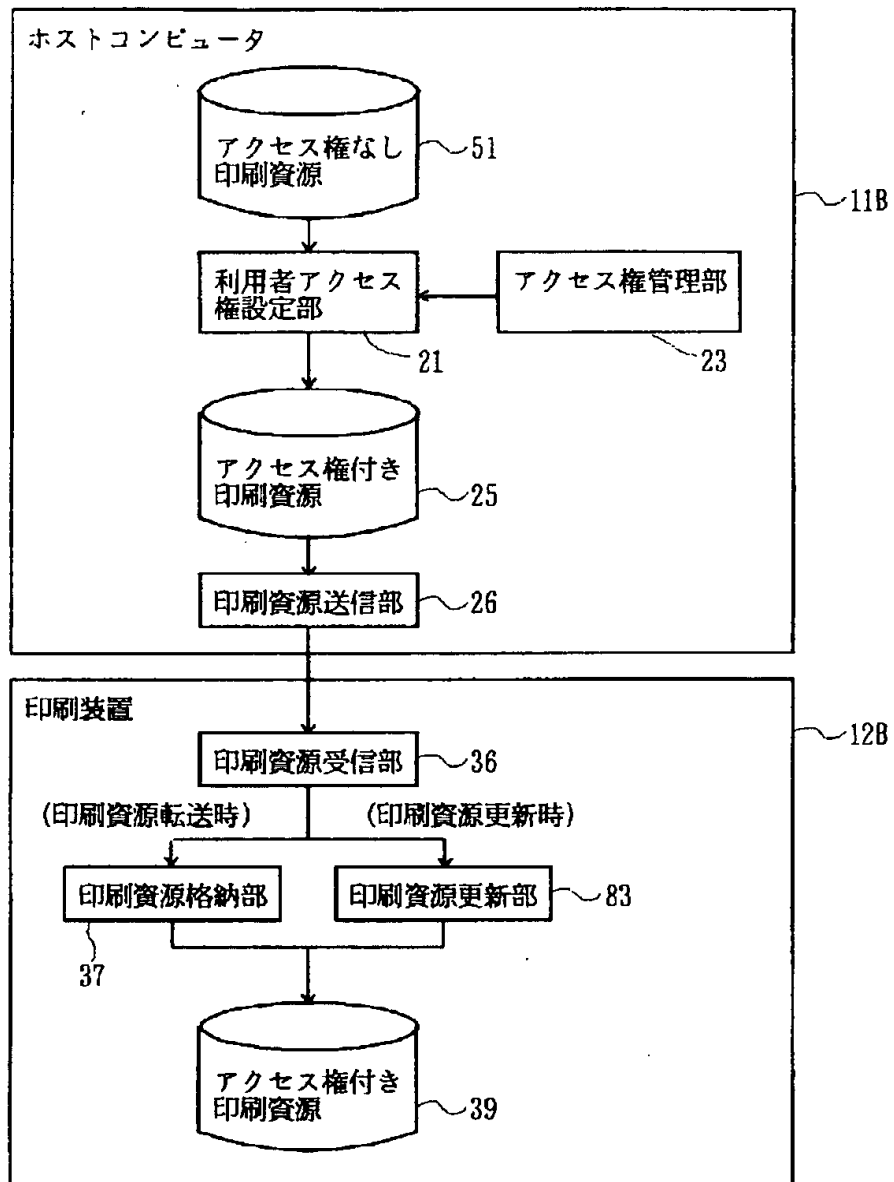 ホストコンピュータ
アクセス権なし
印刷資源
51
11B
利用者アクセス
権設定部
アクセス権管理部
21
23
アクセス権付き
印刷資源
25
印刷資源送信部
26
印刷装置
12B
印刷資源受信部
36
(印刷資源転送時)
(印刷資源更新時)
印刷資源格納部
印刷資源更新部
83
37
アクセス権付き
印刷資源
39